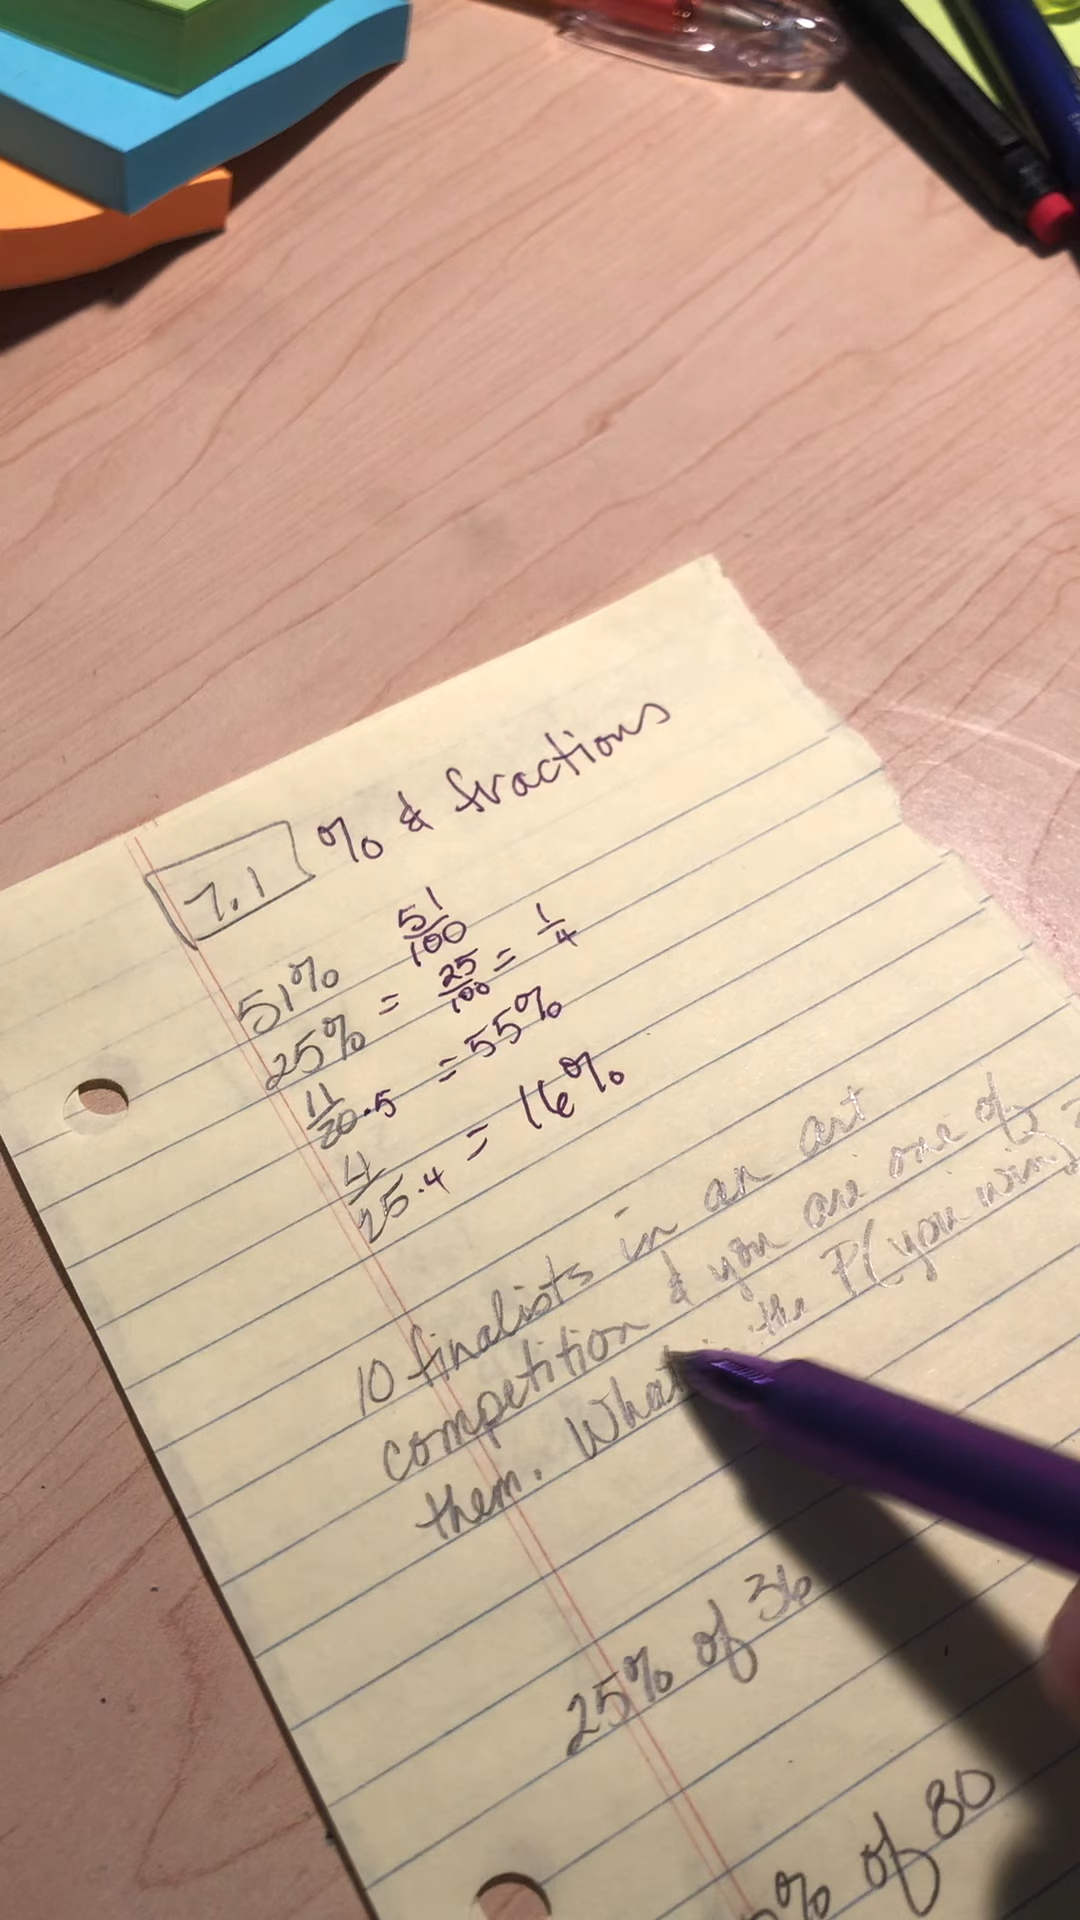 7.1 % & fractions
51% 51/100
25% = 25/100 = 1/4
11/20 · 5 = 55%
4/25 · 4 = 16%
10 finalists in an art
competition & you are one of
them. What is the P(you win)
25% of 36
% of 80